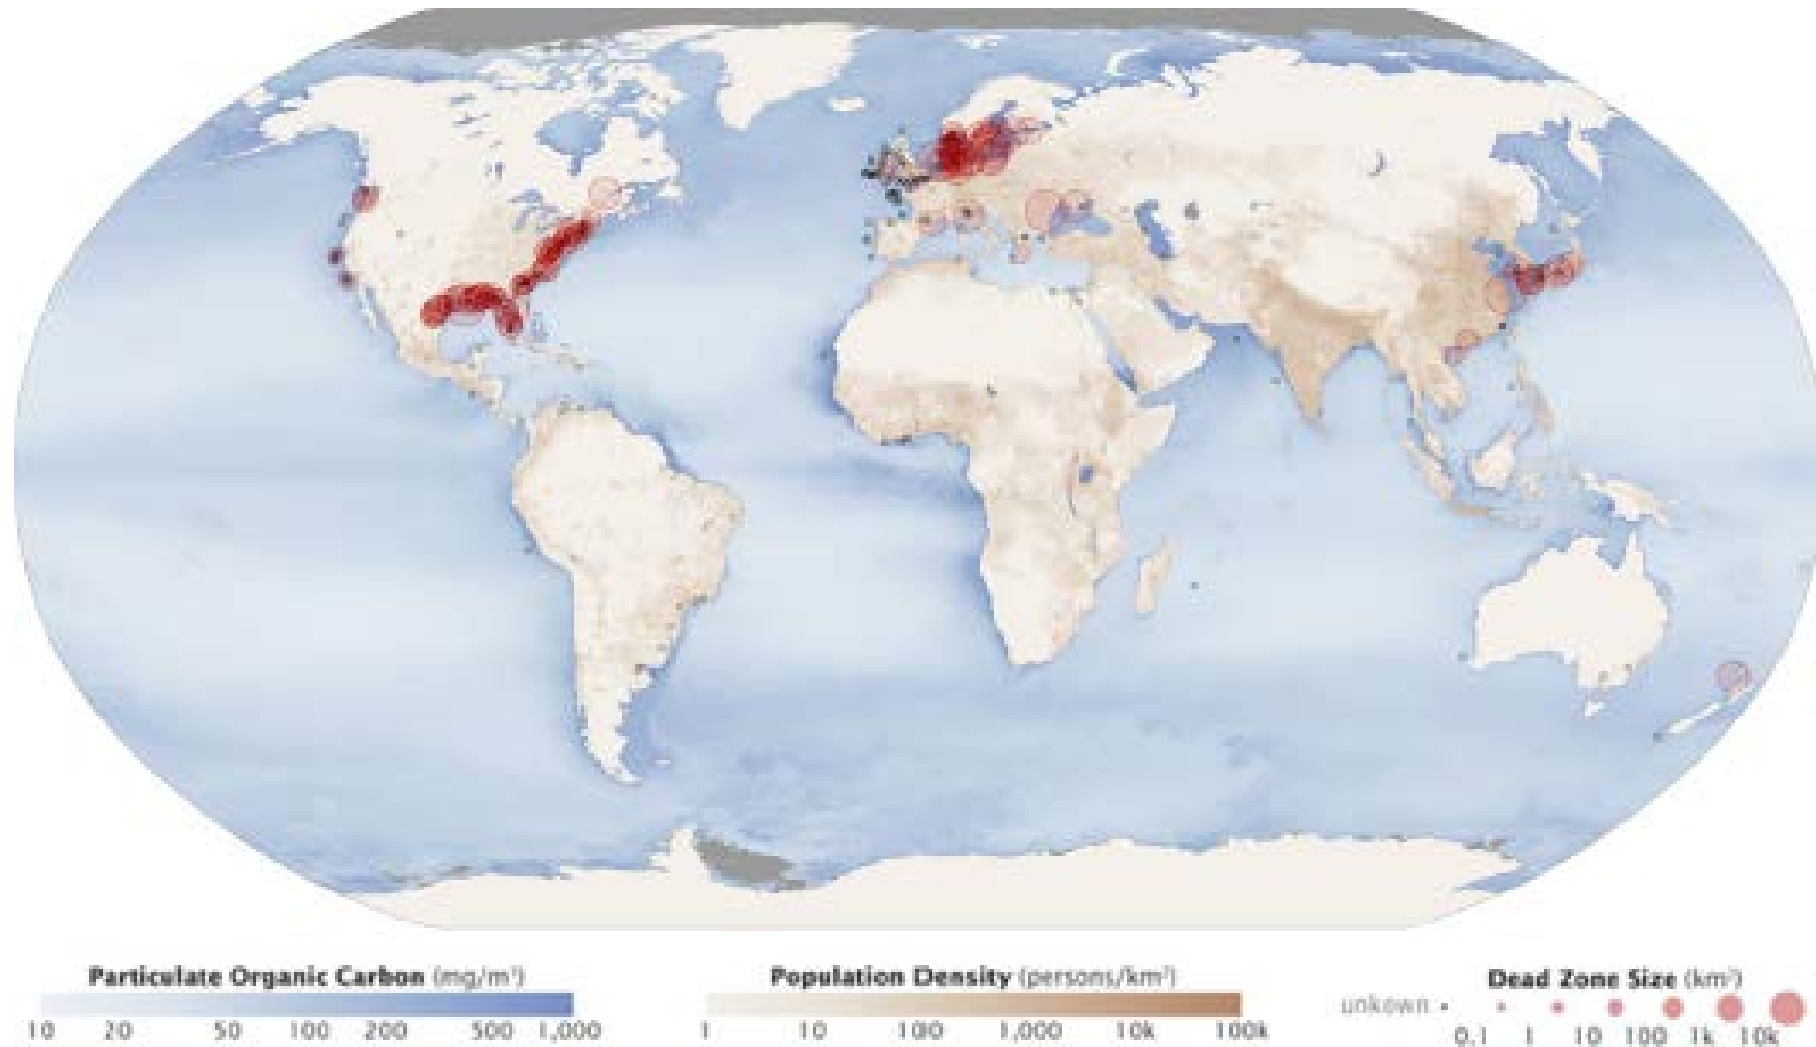 Particulate Organic Carbon (mg/m³)
10 20 50 100 200 500 1,000
Population Density (persons/km²)
1 10 100 1,000 10k 100k
Dead Zone Size (km²)
unkown
0.1 1 10 100 1k 10k